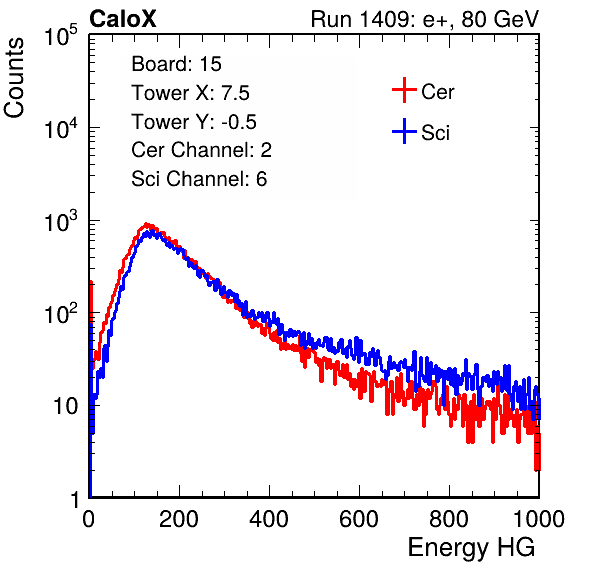 CaloX Run 1409: e+, 80 GeV
Counts
Board: 15
Tower X: 7.5
Tower Y: -0.5
Cer Channel: 2
Sci Channel: 6
Cer
Sci
10^5
10^4
10^3
10^2
10
1
0 200 400 600 800 1000
Energy HG